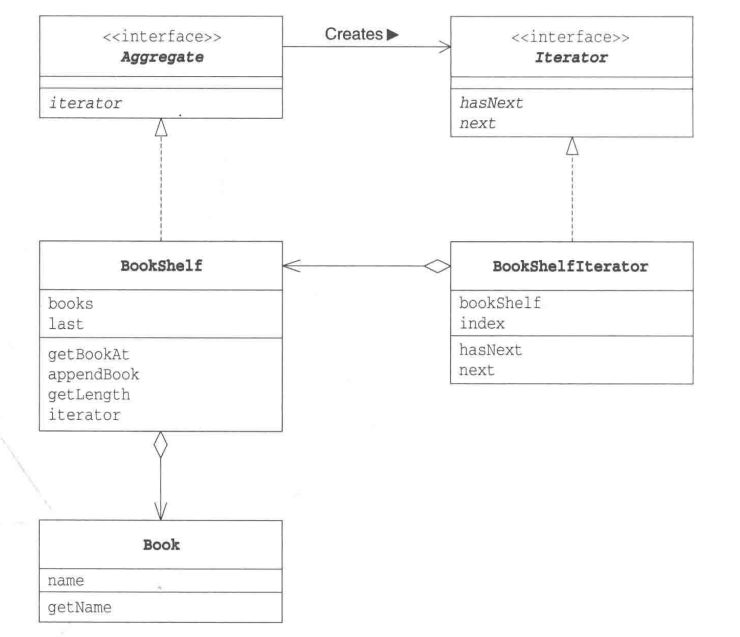 <<interface>>
Aggregate
iterator
Creates▶
<<interface>>
Iterator
hasNext
next
BookShelf
books
last
getBookAt
appendBook
getLength
iterator
BookShelfIterator
bookShelf
index
hasNext
next
Book
name
getName